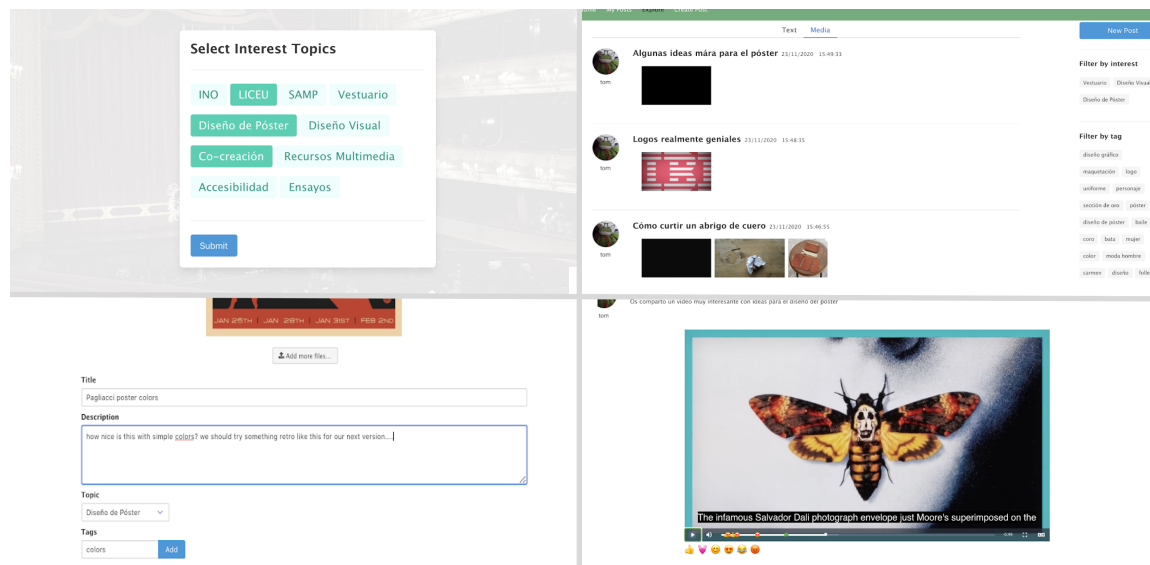 Select Interest Topics
INO LICEU SAMP Vestuario
Diseño de Póster Diseño Visual
Co-creación Recursos Multimedia
Accesibilidad Ensayos
Submit
My Posts Explore Create Post
Text Media
New Post
Algunas ideas mára para el póster 23/11/2020 15:49:33
tom
Logos realmente geniales 23/11/2020 15:48:35
tom
Cómo curtir un abrigo de cuero 23/11/2020 15:46:55
tom
Filter by interest
Vestuario Diseño Visual
Diseño de Póster
Filter by tag
diseño gráfico
maquetación logo
uniforme personaje
sección de oro póster
diseño de póster baile
coro bata mujer
color moda hombre
carmen diseño
JAN 25TH | JAN 28TH | JAN 31ST | FEB 2ND
Add more files...
Title
Pagliacci poster colors
Description
how nice is this with simple colors? we should try something retro like this for our next version....
Topic
Diseño de Póster
Tags
colors Add
Os comparto un video muy interesante con ideas para el diseño del póster
tom
The infamous Salvador Dali photograph envelope just Moore's superimposed on the